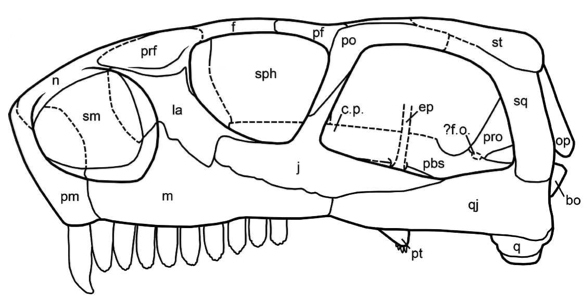 f
pf
prf
po
st
n
sph
sq
sm
la
c.p.
ep
?f.o.
pro
op
pbs
j
bo
pm
m
qj
q
pt